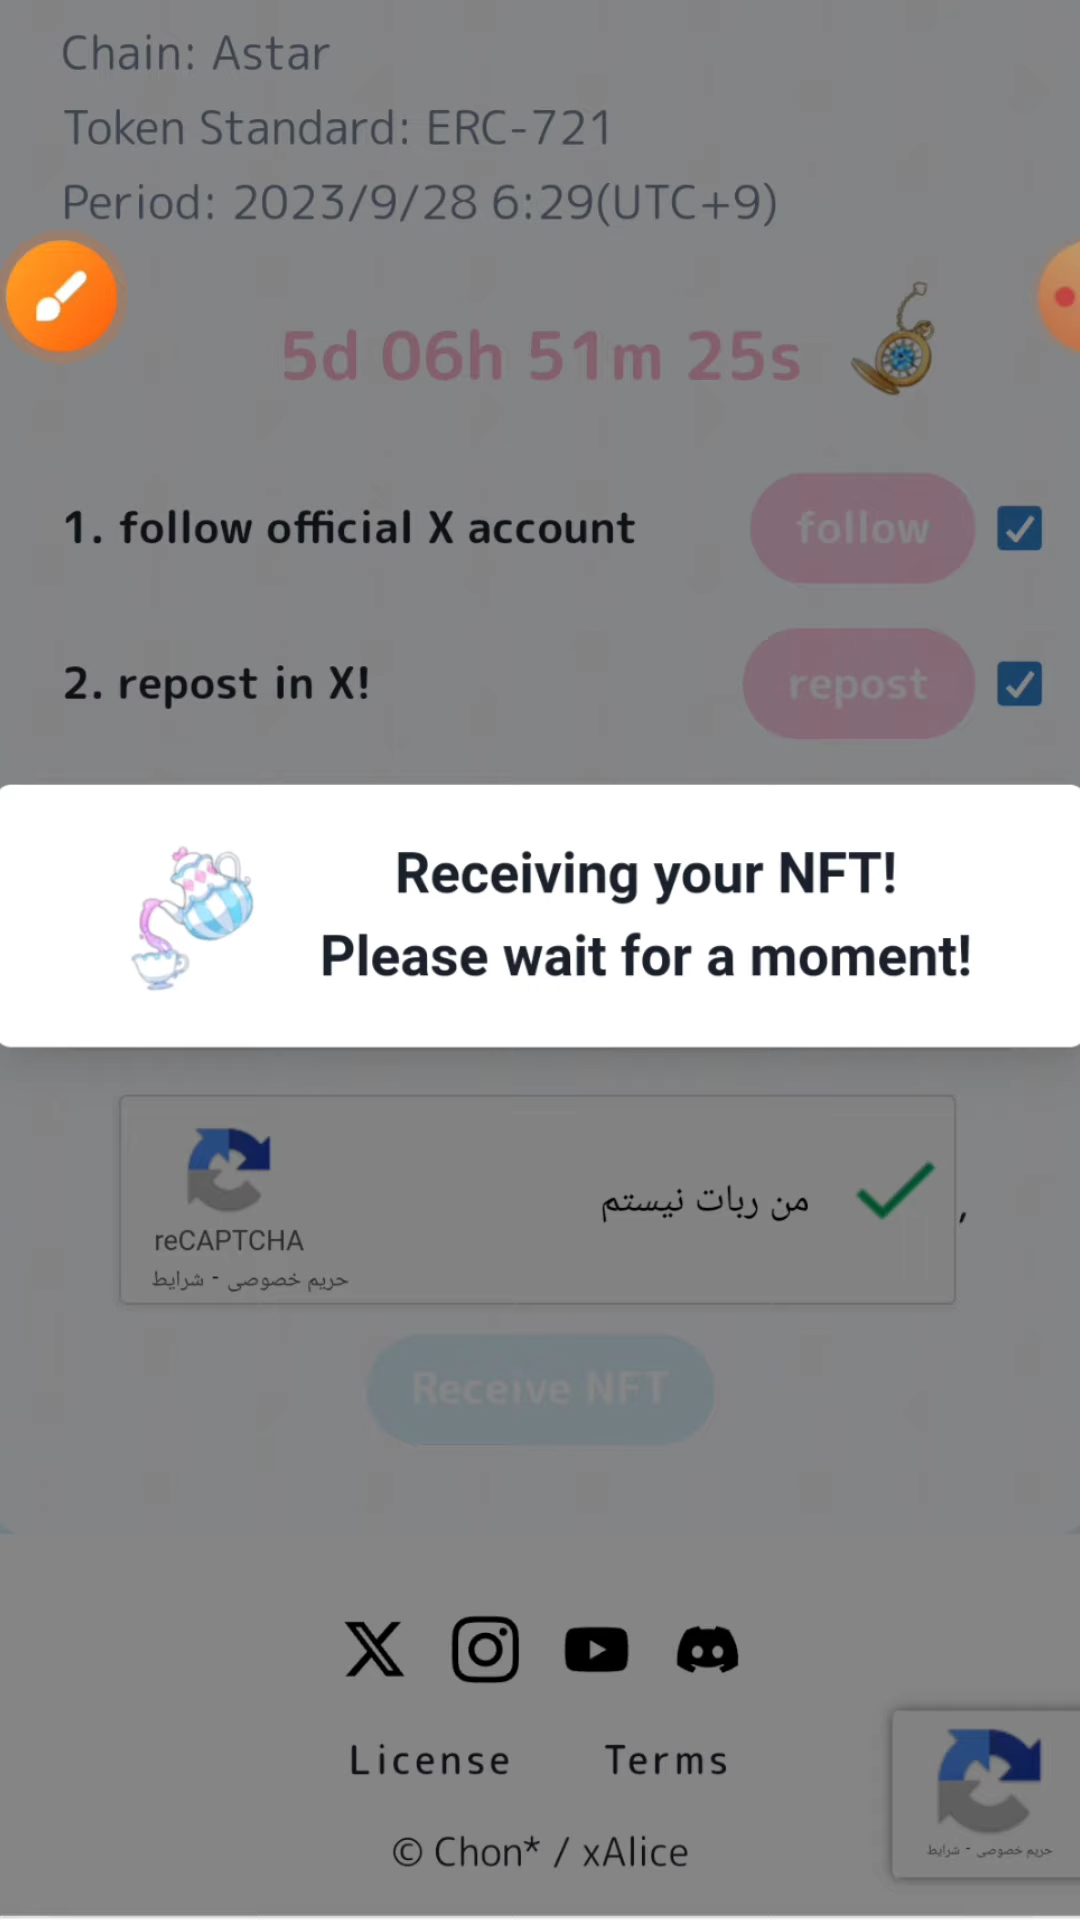 Chain: Astar
Token Standard: ERC-721
Period: 2023/9/28 6:29(UTC+9)
5d 06h 51m 25s
1. follow official X account
follow
2. repost in X!
repost
Receiving your NFT!
Please wait for a moment!
من ربات نیستم
,
reCAPTCHA
حریم خصوصی - شرایط
Receive NFT
License
Terms
© Chon* / xAlice
حریم خصوصی - شرایط